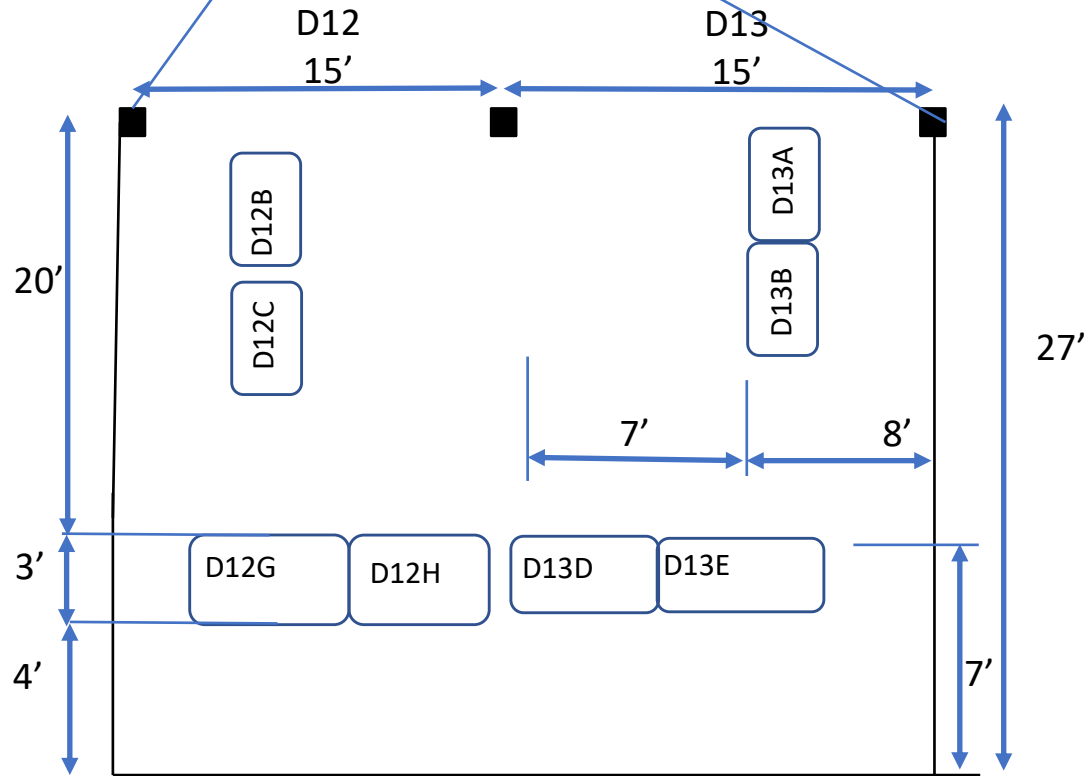 D12
D13
15’
15’
D13A
D12B
20’
D13B
D12C
27’
7’
8’
3’
D12G
D12H
D13D
D13E
4’
7’